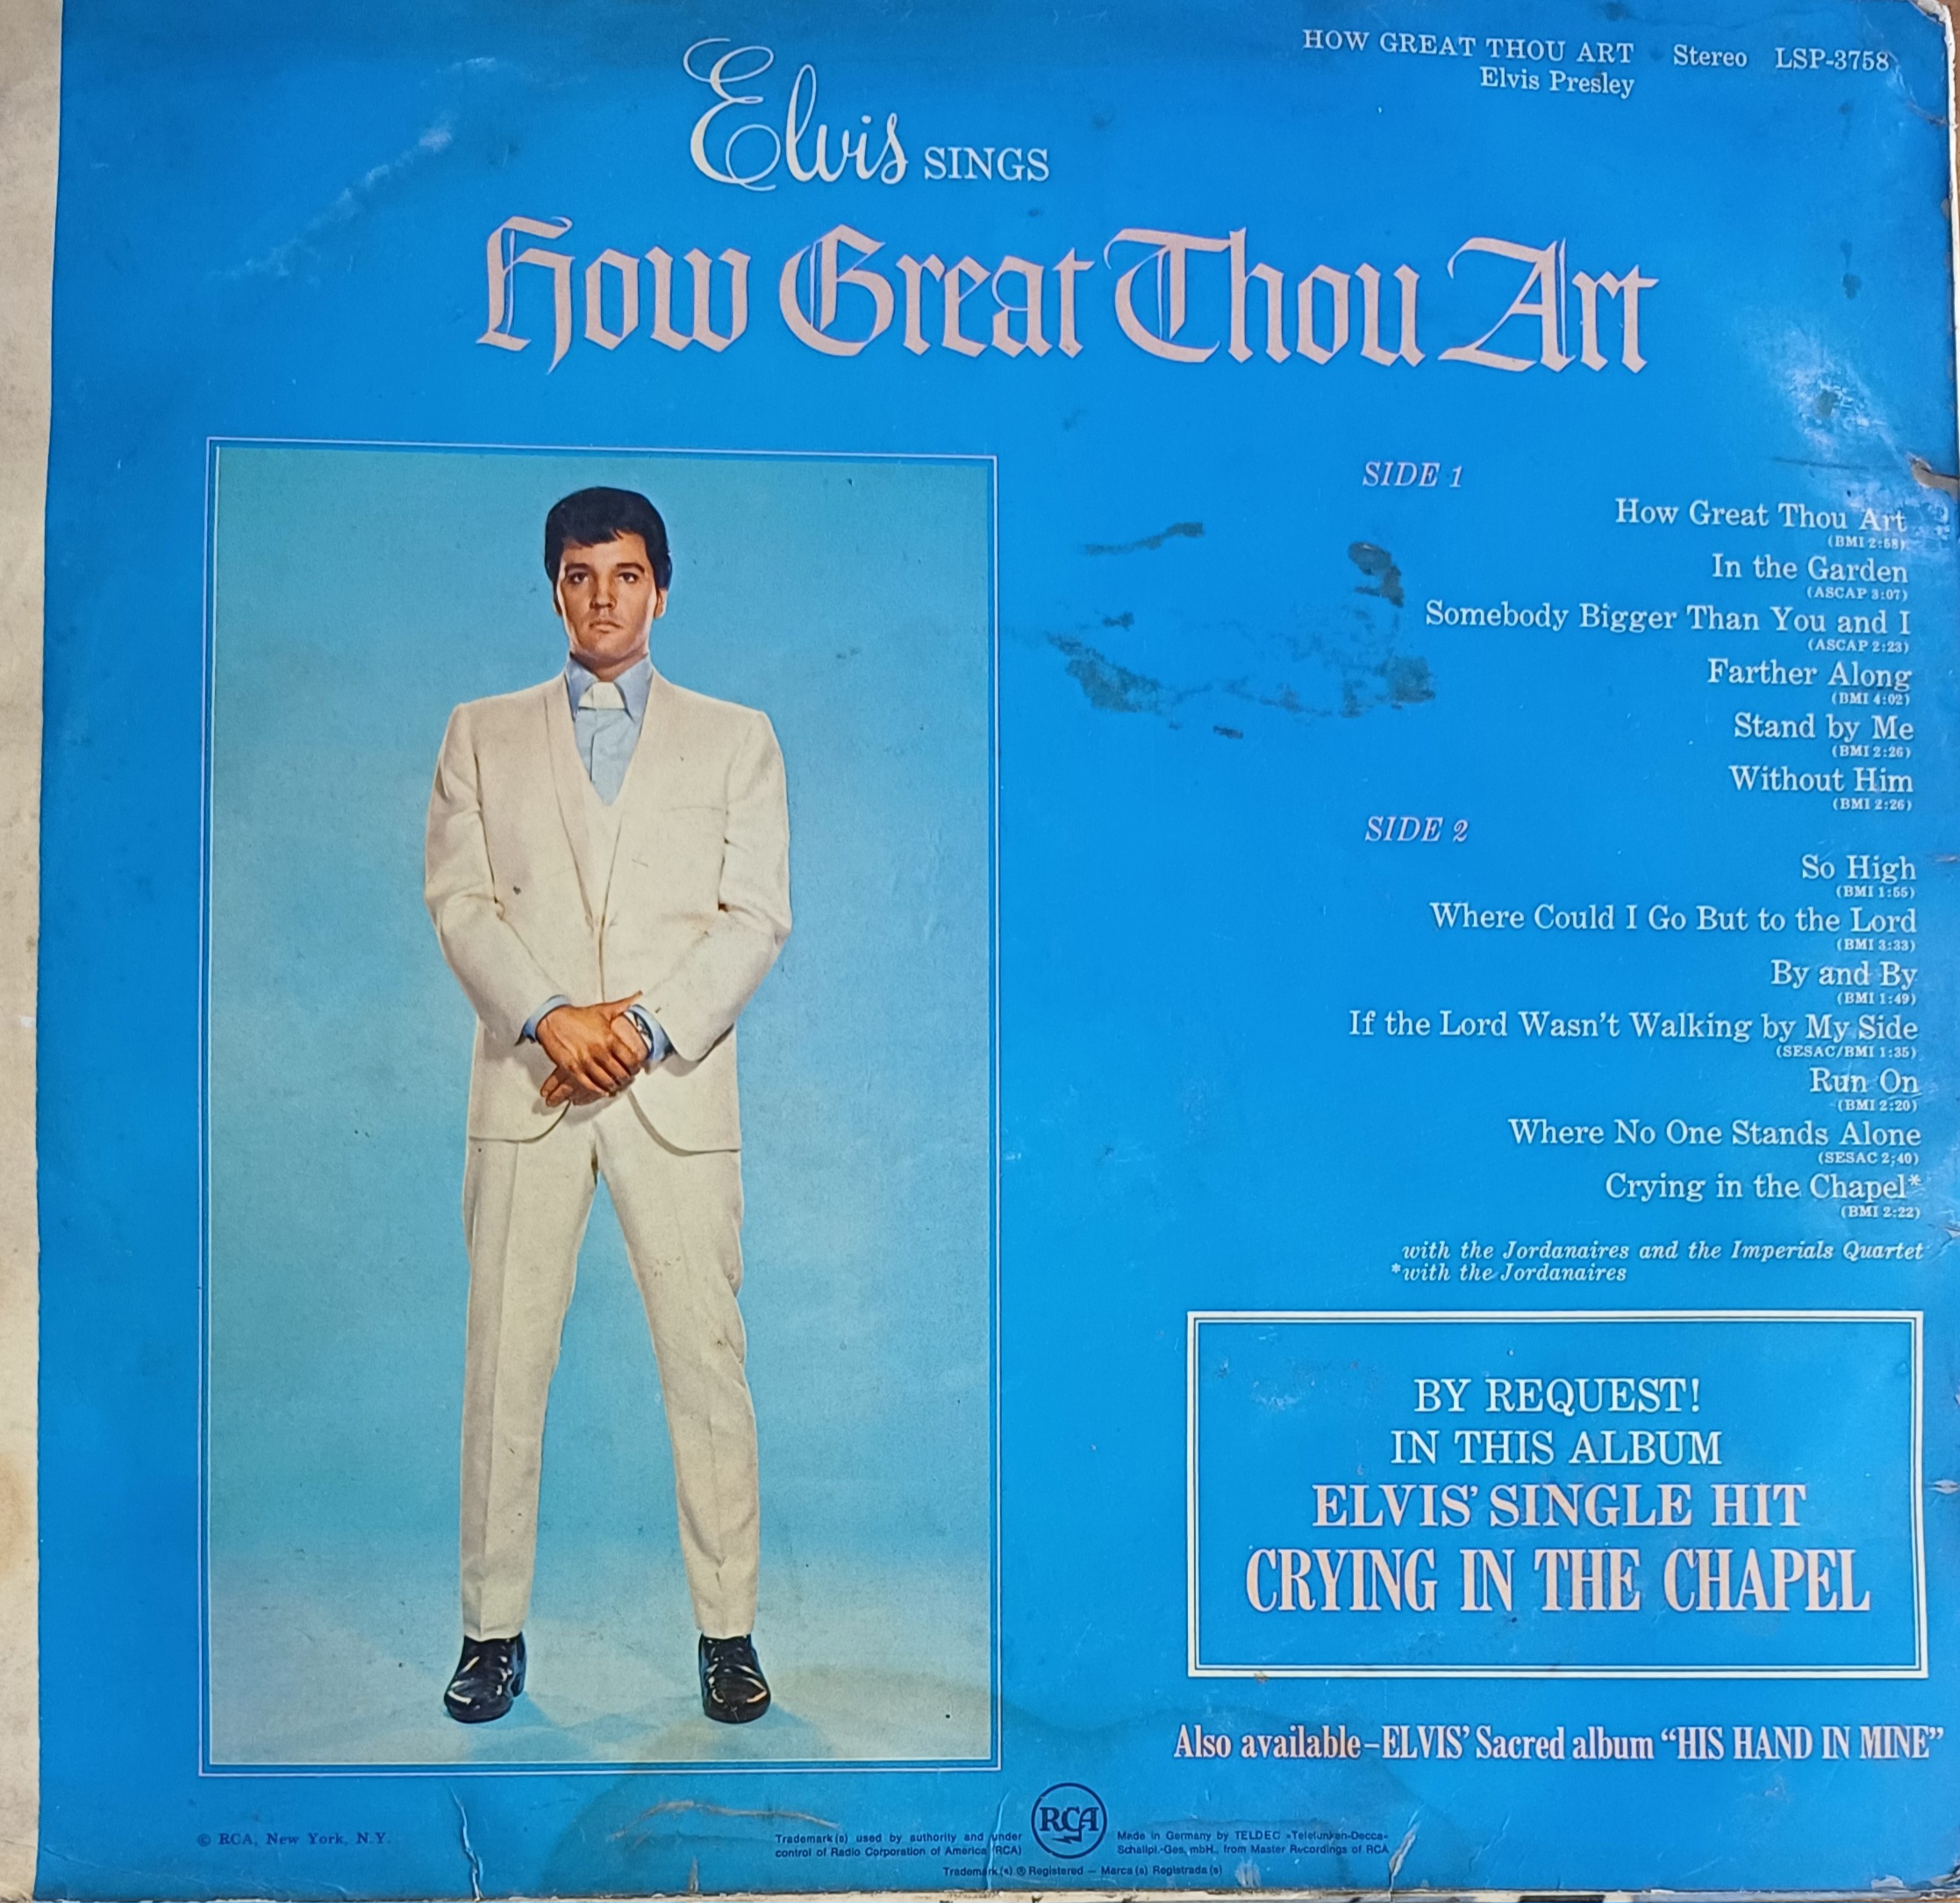 HOW GREAT THOU ART Stereo LSP-3758
Elvis Presley
Elvis SINGS
How Great Thou Art
SIDE 1
How Great Thou Art
(BMI 2:58)
In the Garden
(ASCAP 3:07)
Somebody Bigger Than You and I
(ASCAP 2:23)
Farther Along
(BMI 4:02)
Stand by Me
(BMI 2:26)
Without Him
(BMI 2:26)
SIDE 2
So High
(BMI 1:55)
Where Could I Go But to the Lord
(BMI 3:33)
By and By
(BMI 1:49)
If the Lord Wasn't Walking by My Side
(SESAC/BMI 1:35)
Run On
(BMI 2:20)
Where No One Stands Alone
(SESAC 2;40)
Crying in the Chapel*
(BMI 2:22)
with the Jordanaires and the Imperials Quartet
*with the Jordanaires
BY REQUEST!
IN THIS ALBUM
ELVIS' SINGLE HIT
CRYING IN THE CHAPEL
Also available–ELVIS' Sacred album “HIS HAND IN MINE”
© RCA, New York, N.Y.
Trademark(s) used by authority and under
control of Radio Corporation of America (RCA)
RCA
Made in Germany by TELDEC »Telefunken-Decca«
Schallpl.-Ges. mbH., from Master Recordings of RCA
Trademark(s) ® Registered — Marca(s) Registrada(s)